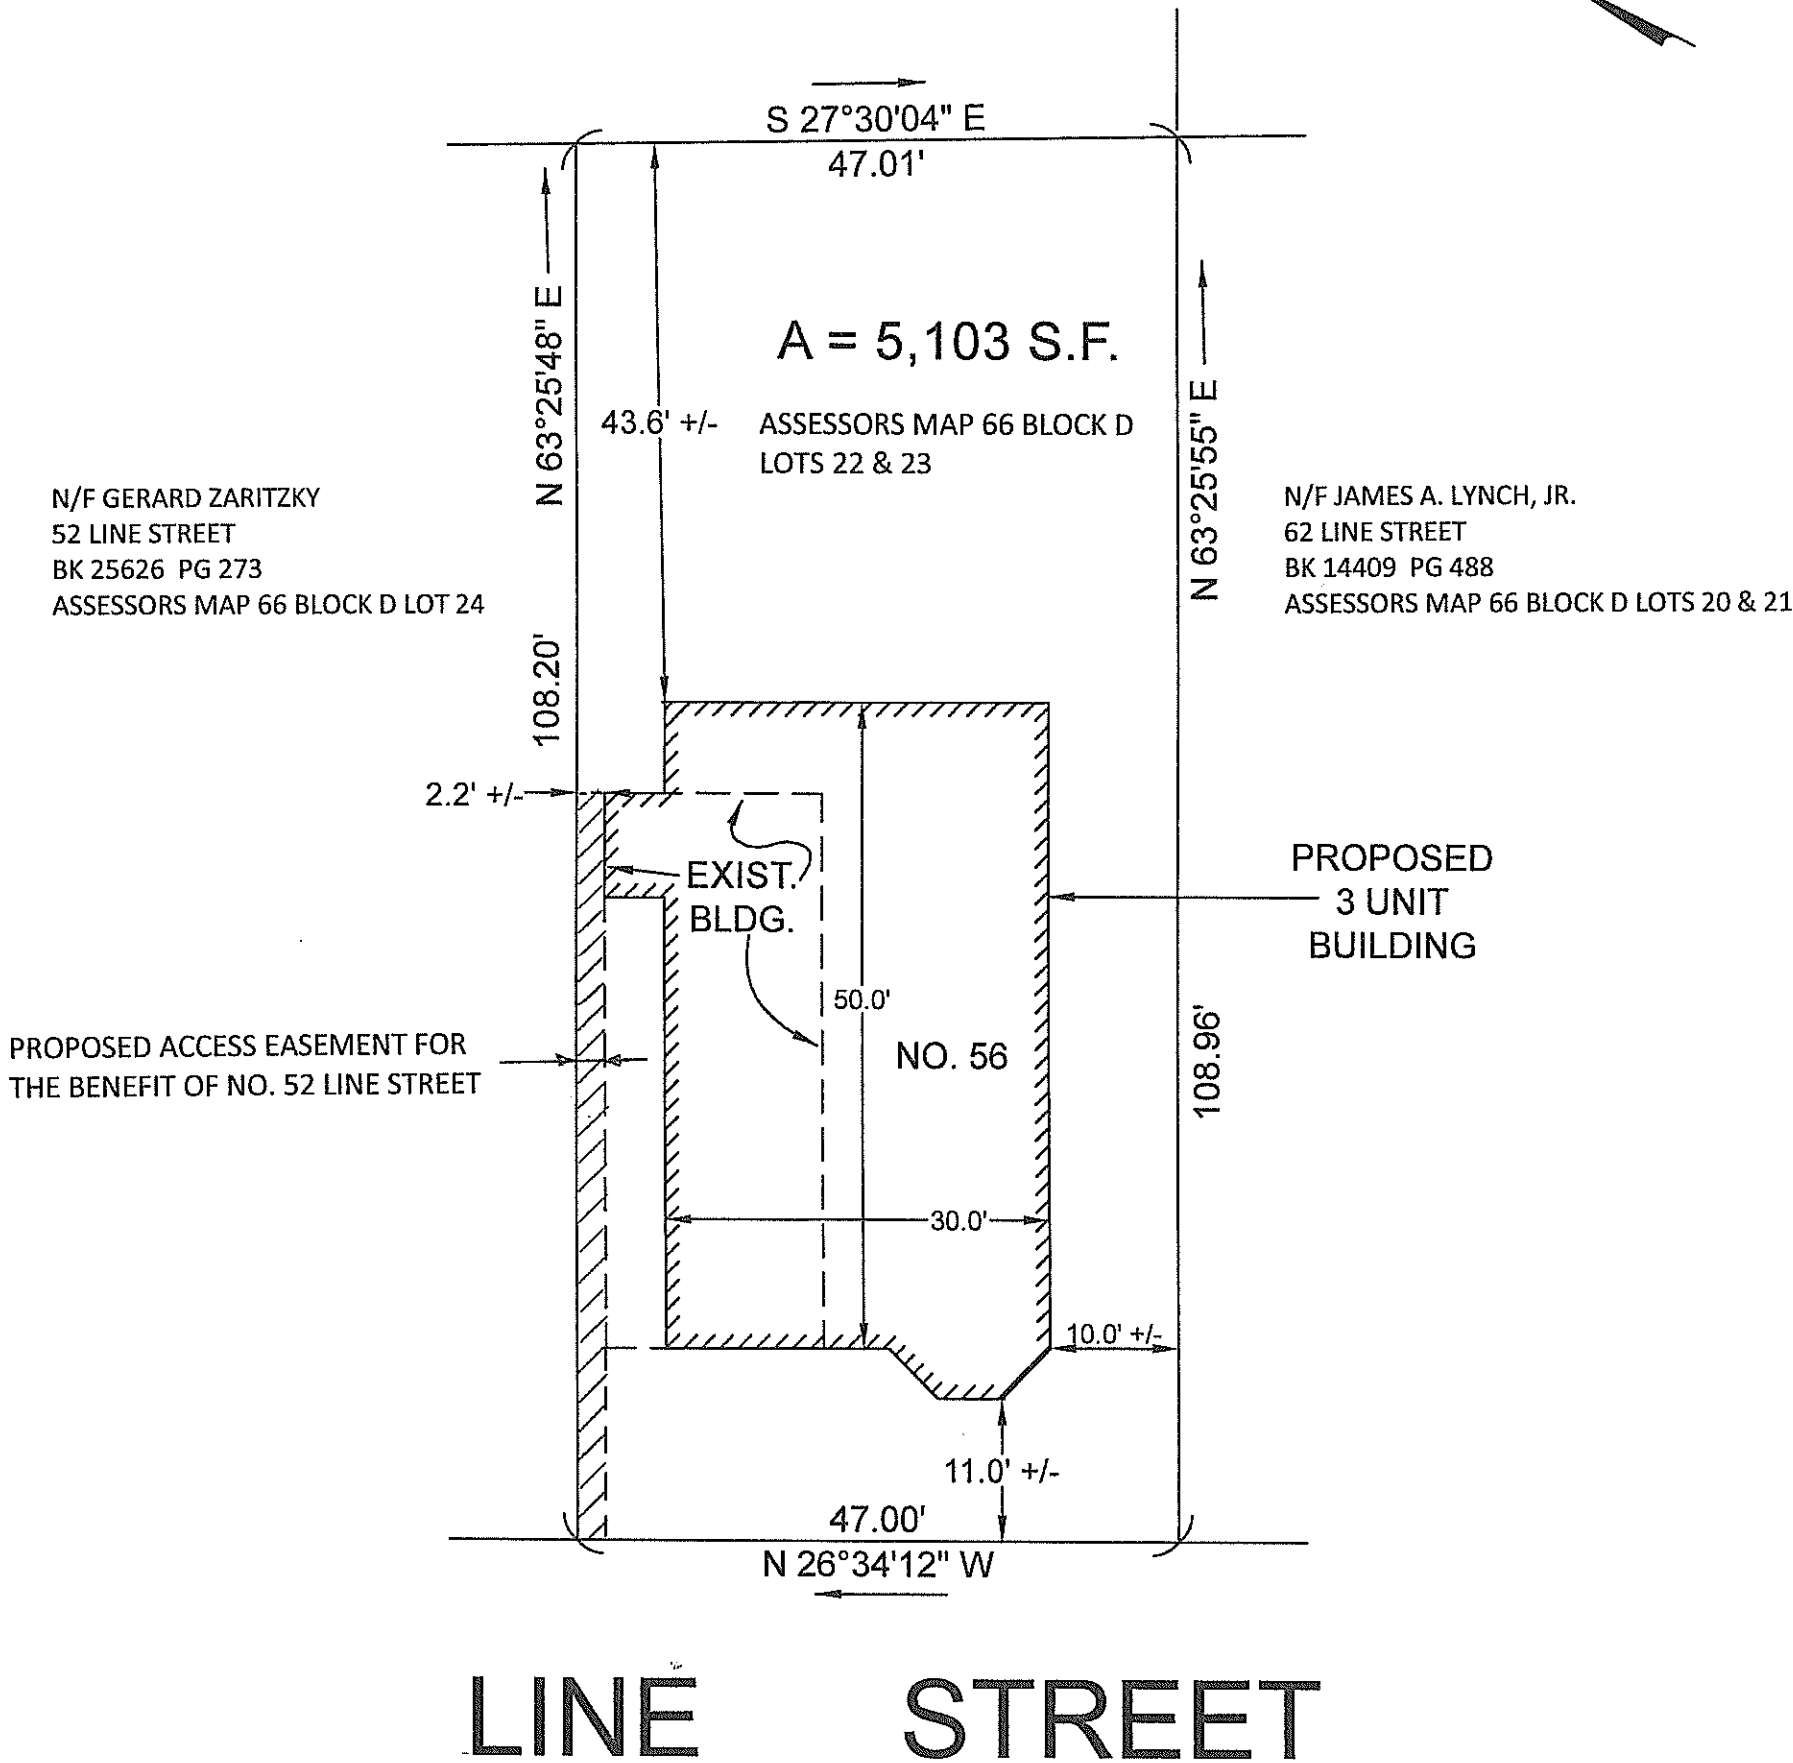 S 27°30'04" E
47.01'
N 63°25'48" E
108.20'
A = 5,103 S.F.
43.6' +/-
ASSESSORS MAP 66 BLOCK D
LOTS 22 & 23
N 63°25'55" E
108.96'
N/F GERARD ZARITZKY
52 LINE STREET
BK 25626 PG 273
ASSESSORS MAP 66 BLOCK D LOT 24
N/F JAMES A. LYNCH, JR.
62 LINE STREET
BK 14409 PG 488
ASSESSORS MAP 66 BLOCK D LOTS 20 & 21
2.2' +/-
EXIST.
BLDG.
PROPOSED
3 UNIT
BUILDING
50.0'
NO. 56
PROPOSED ACCESS EASEMENT FOR
THE BENEFIT OF NO. 52 LINE STREET
30.0'
10.0' +/-
11.0' +/-
47.00'
N 26°34'12" W
LINE STREET